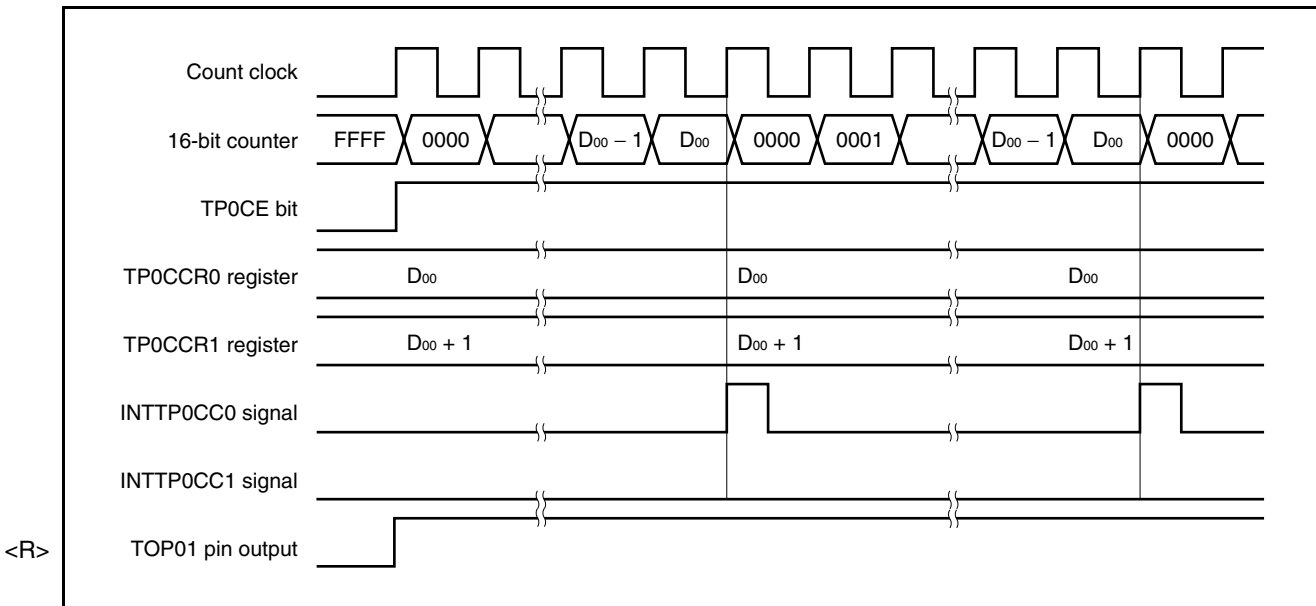 Count clock
16-bit counter FFFF 0000 D00 − 1 D00 0000 0001 D00 − 1 D00 0000
TP0CE bit
TP0CCR0 register D00 D00 D00
TP0CCR1 register D00 + 1 D00 + 1 D00 + 1
INTTP0CC0 signal
INTTP0CC1 signal
<R> TOP01 pin output